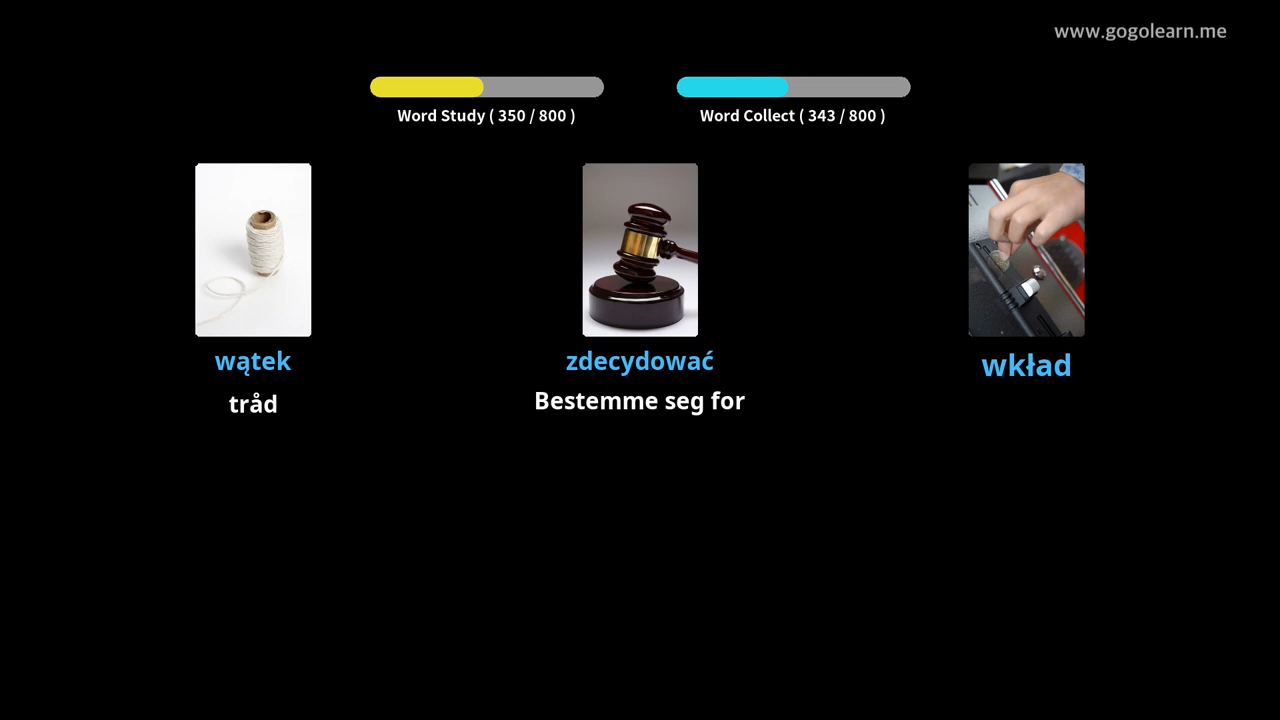 www.gogolearn.me
Word Study ( 350 / 800 )
Word Collect ( 343 / 800 )
wątek
zdecydować
wkład
tråd
Bestemme seg for